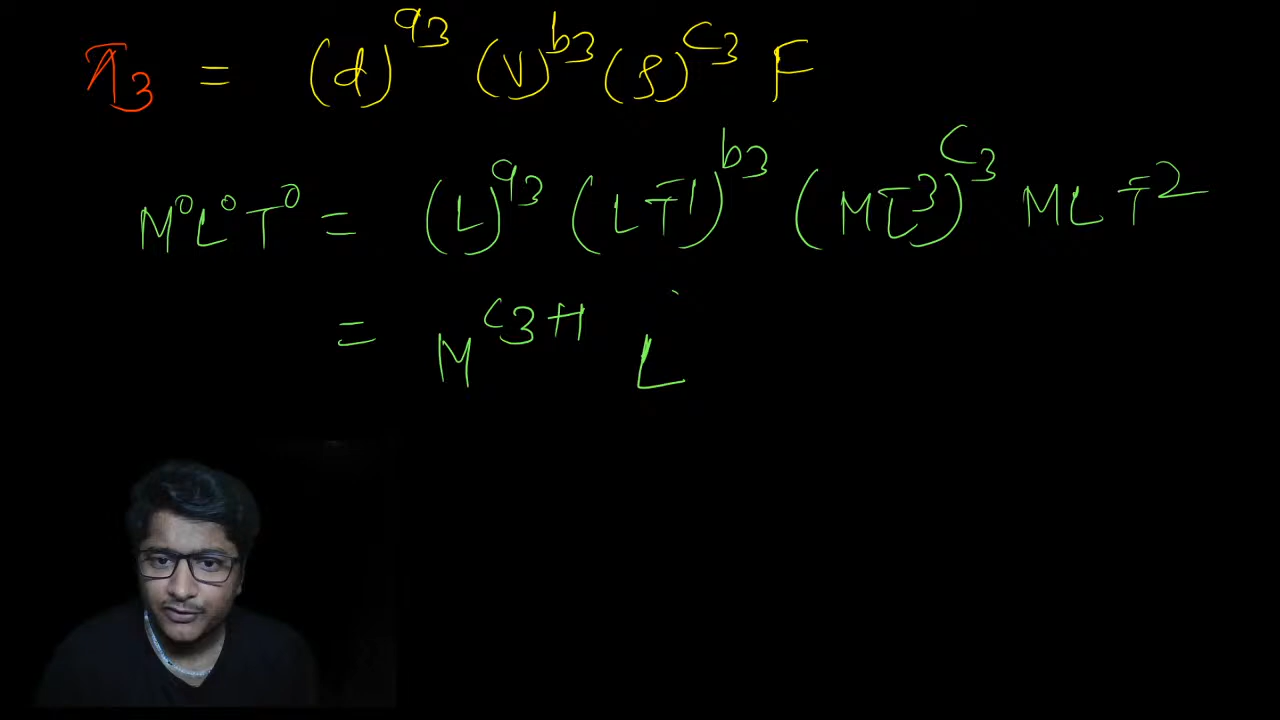 π₃ = (d)^a₃ (V)^b₃ (ρ)^c₃ F
M⁰L⁰T⁰ = (L)^a₃ (LT⁻¹)^b₃ (ML⁻³)^c₃ MLT⁻²
= M^c₃+1 L